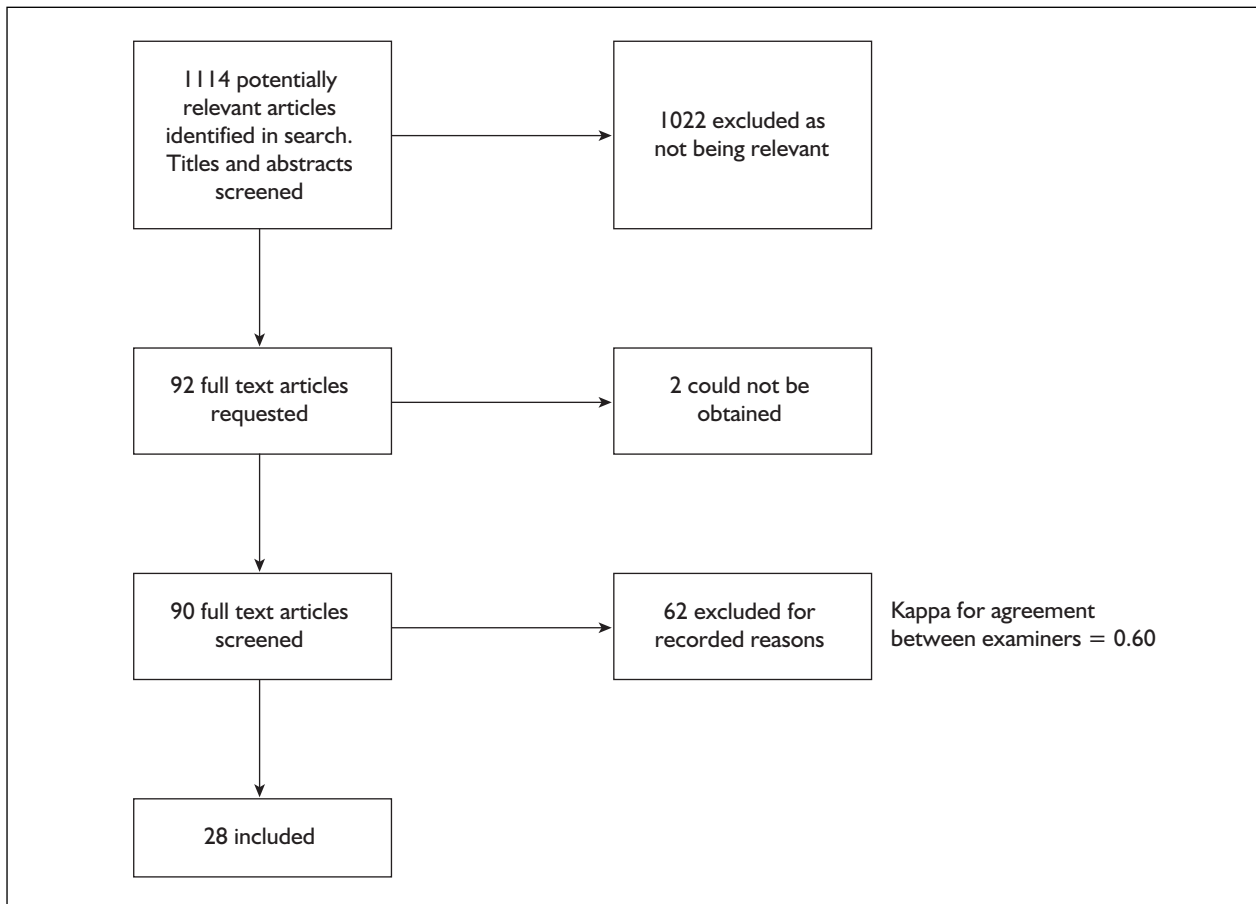 1114 potentially
relevant articles
identified in search.
Titles and abstracts
screened
1022 excluded as
not being relevant
92 full text articles
requested
2 could not be
obtained
90 full text articles
screened
62 excluded for
recorded reasons
Kappa for agreement
between examiners = 0.60
28 included